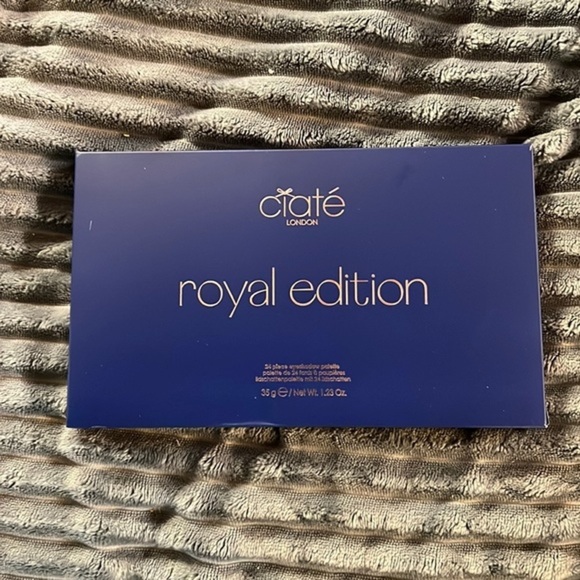 ciaté
LONDON
royal edition
24 piece eyeshadow palette
palette de 24 fards à paupières
lidschattenpalette mit 24 lidschatten
35 g ℮ / Net Wt. 1.23 Oz.